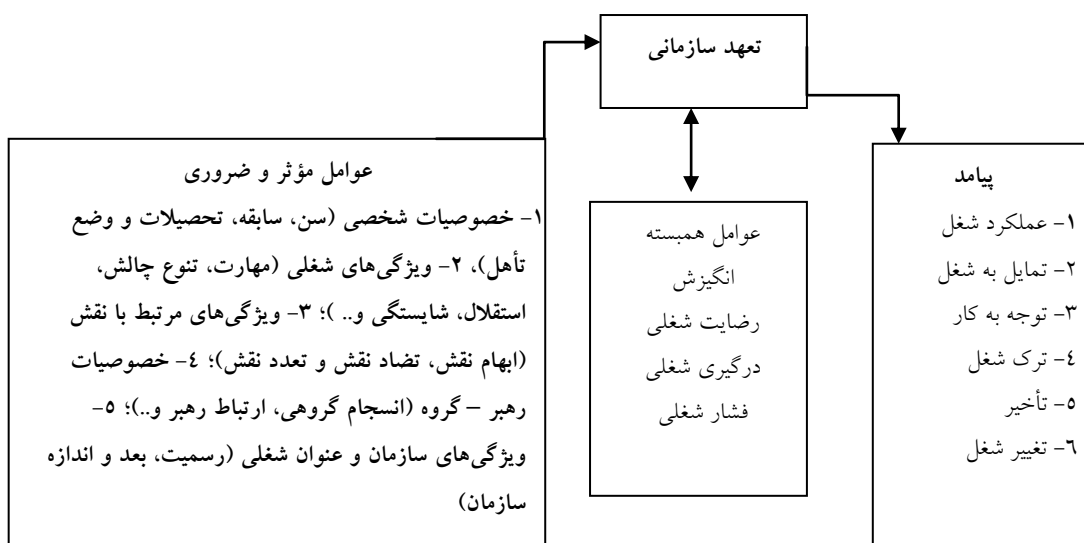 تعهد سازمانی
عوامل مؤثر و ضروری
۱- خصوصیات شخصی (سن، سابقه، تحصیلات و وضع
تأهل)، ۲- ویژگی‌های شغلی (مهارت، تنوع چالش،
استقلال، شایستگی و.. )؛ ۳- ویژگی‌های مرتبط با نقش
(ابهام نقش، تضاد نقش و تعدد نقش)؛ ٤- خصوصیات
رهبر – گروه (انسجام گروهی، ارتباط رهبر و..)؛ ٥-
ویژگی‌های سازمان و عنوان شغلی (رسمیت، بعد و اندازه
سازمان)
عوامل همبسته
انگیزش
رضایت شغلی
درگیری شغلی
فشار شغلی
پیامد
۱- عملکرد شغل
۲- تمایل به شغل
۳- توجه به کار
٤- ترک شغل
٥- تأخیر
٦- تغییر شغل